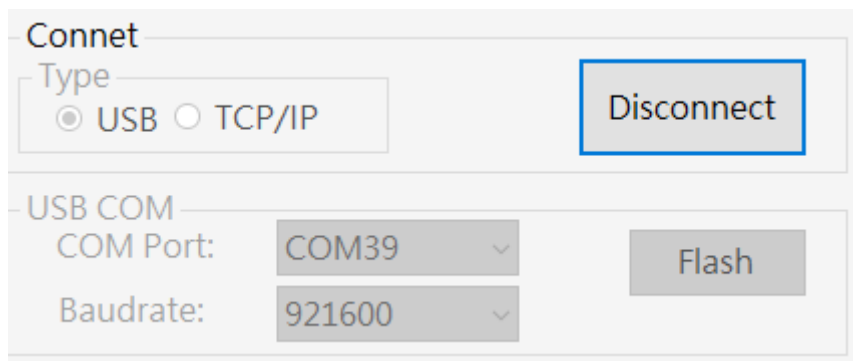 Connet
Type
USB TCP/IP
Disconnect
USB COM
COM Port: COM39
Flash
Baudrate: 921600